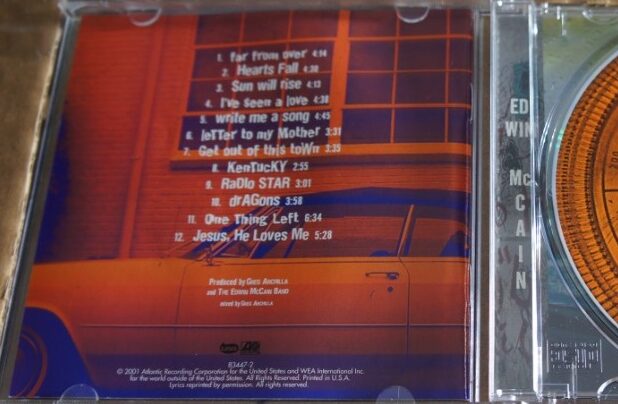 1. far from over 4:14
2. Hearts Fall 4:20
3. Sun will rise 4:13
4. I've seen a love 4:38
5. write me a song 4:45
6. leTTer to my MoTher 3:31
7. Get out of this toWn 3:35
8. KenTucKY 2:55
9. RaDIo STAR 3:01
10. drAGons 3:58
11. One Thing Left 6:34
12. Jesus, He Loves Me 5:28
Produced by Greg Archilla
and The Edwin McCain Band
mixed by Greg Archilla
lava
83447-2
© 2001 Atlantic Recording Corporation for the United States and WEA International Inc.
for the world outside of the United States. All Rights Reserved. Printed in U.S.A.
Lyrics reprinted by permission. All rights reserved.
ED
WIN
Mc
C
A
I
N